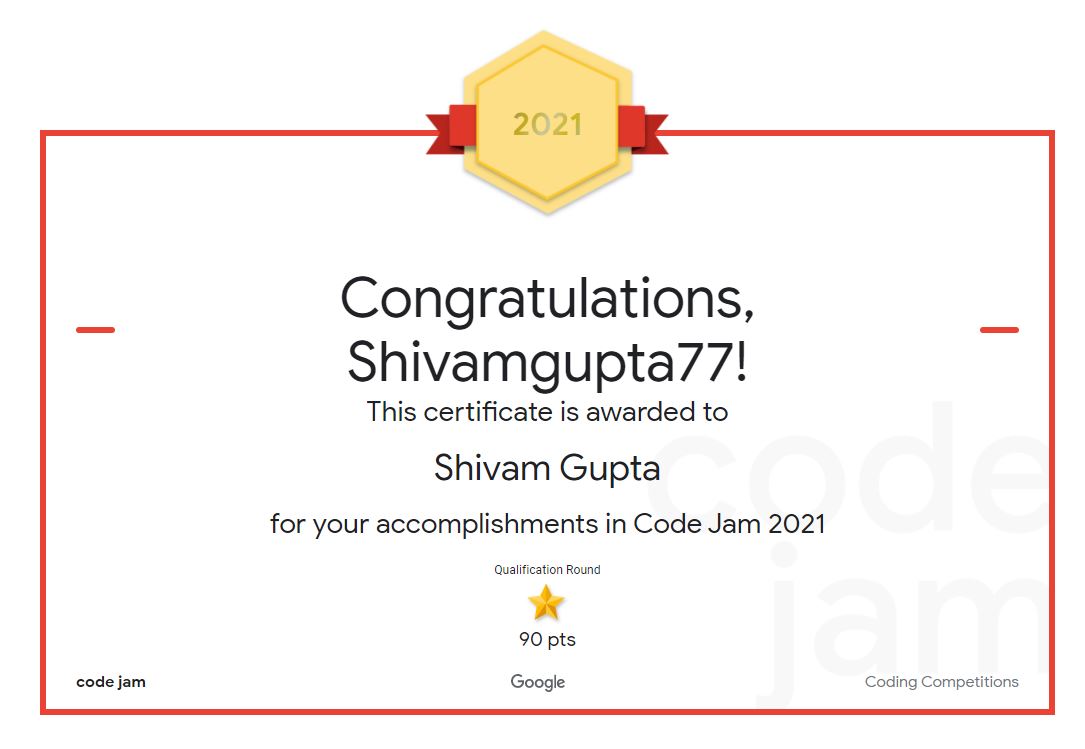 2021
Congratulations,
Shivamgupta77!
This certificate is awarded to
Shivam Gupta
for your accomplishments in Code Jam 2021
code
jam
Qualification Round
90 pts
code jam
Google
Coding Competitions